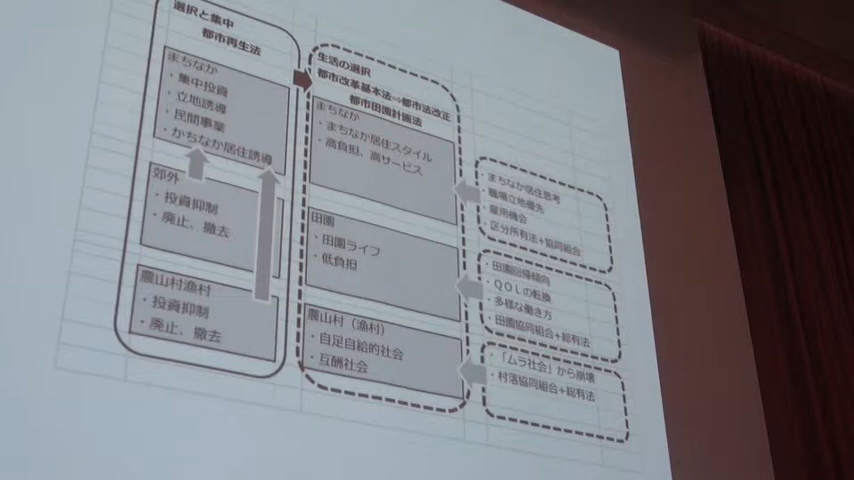 選択と集中
都市再生法
まちなか
・集中投資
・立地誘導
・民間事業
・かちなか居住誘導
郊外
・投資抑制
・廃止、撤去
農山村漁村
・投資抑制
・廃止、撤去
生活の選択
都市改革基本法⇒都市法改正
都市田園計画法
まちなか
・まちなか居住スタイル
・高負担、高サービス
田園
・田園ライフ
・低負担
農山村（漁村）
・自足自給的社会
・互酬社会
・まちなか居住思考
・職場立地優先
・雇用機会
・区分所有法+協同組合
・田園回帰傾向
・QOLの転換
・多様な働き方
・田園協同組合+総有法
・「ムラ社会」から崩壊
・村落協同組合+総有法